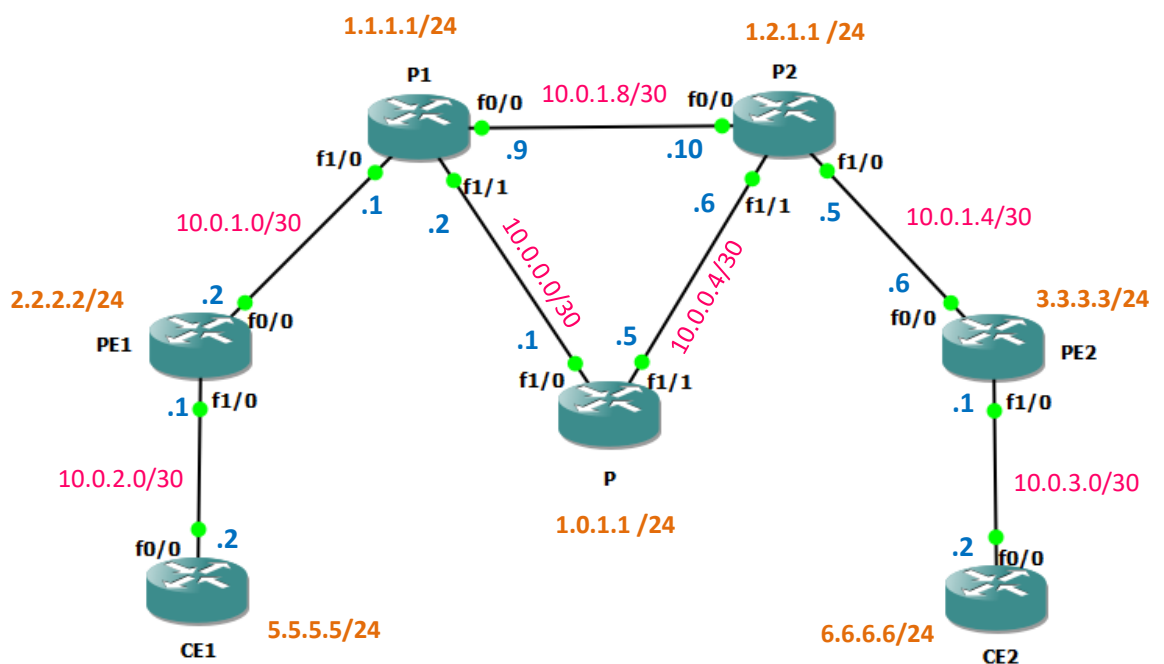 1.1.1.1/24
1.2.1.1 /24
P1
P2
f0/0
10.0.1.8/30
f0/0
.9
.10
f1/0
f1/1
f1/1
f1/0
.1
.2
.6
.5
10.0.1.0/30
10.0.0.0/30
10.0.0.4/30
10.0.1.4/30
2.2.2.2/24
.2
f0/0
.6
f0/0
3.3.3.3/24
PE1
PE2
.1
.5
f1/0
f1/1
.1
f1/0
.1
f1/0
P
10.0.2.0/30
10.0.3.0/30
1.0.1.1 /24
f0/0
.2
.2
f0/0
5.5.5.5/24
6.6.6.6/24
CE1
CE2